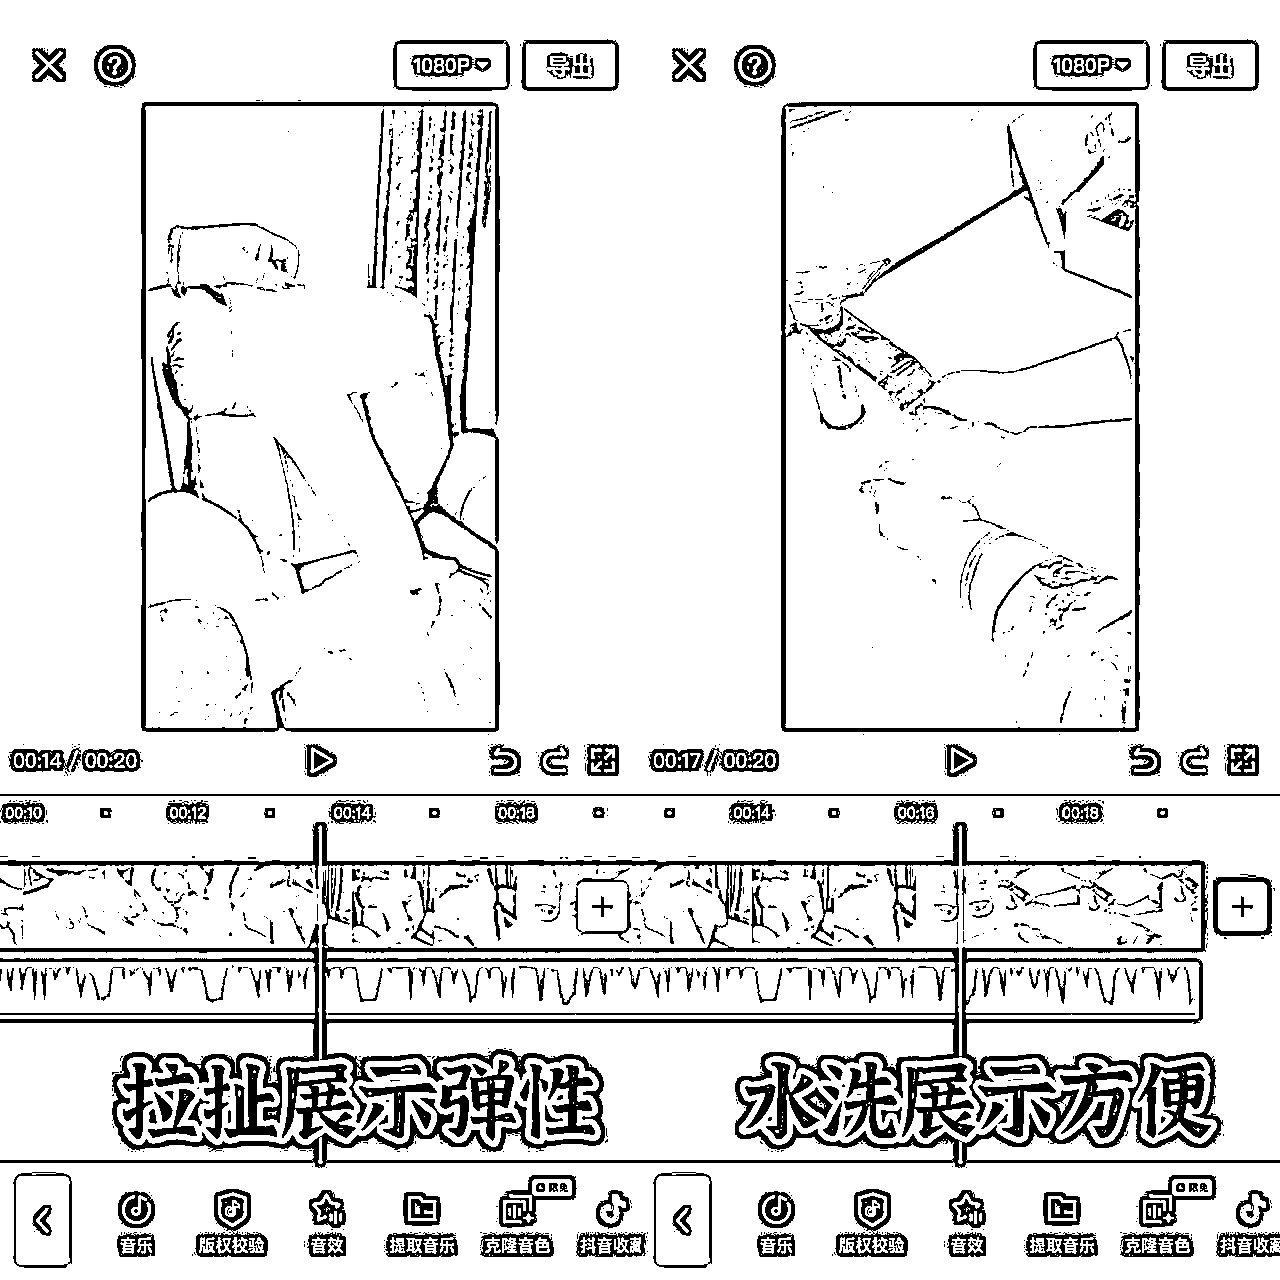 1080P 导出
1080P 导出
00:14 / 00:20
00:17 / 00:20
00:10 00:12 00:14 00:16
00:14 00:16 00:18
拉扯展示弹性
水洗展示方便
限免
限免
音乐 版权校验 音效 提取音乐 克隆音色 抖音收藏
音乐 版权校验 音效 提取音乐 克隆音色 抖音收藏